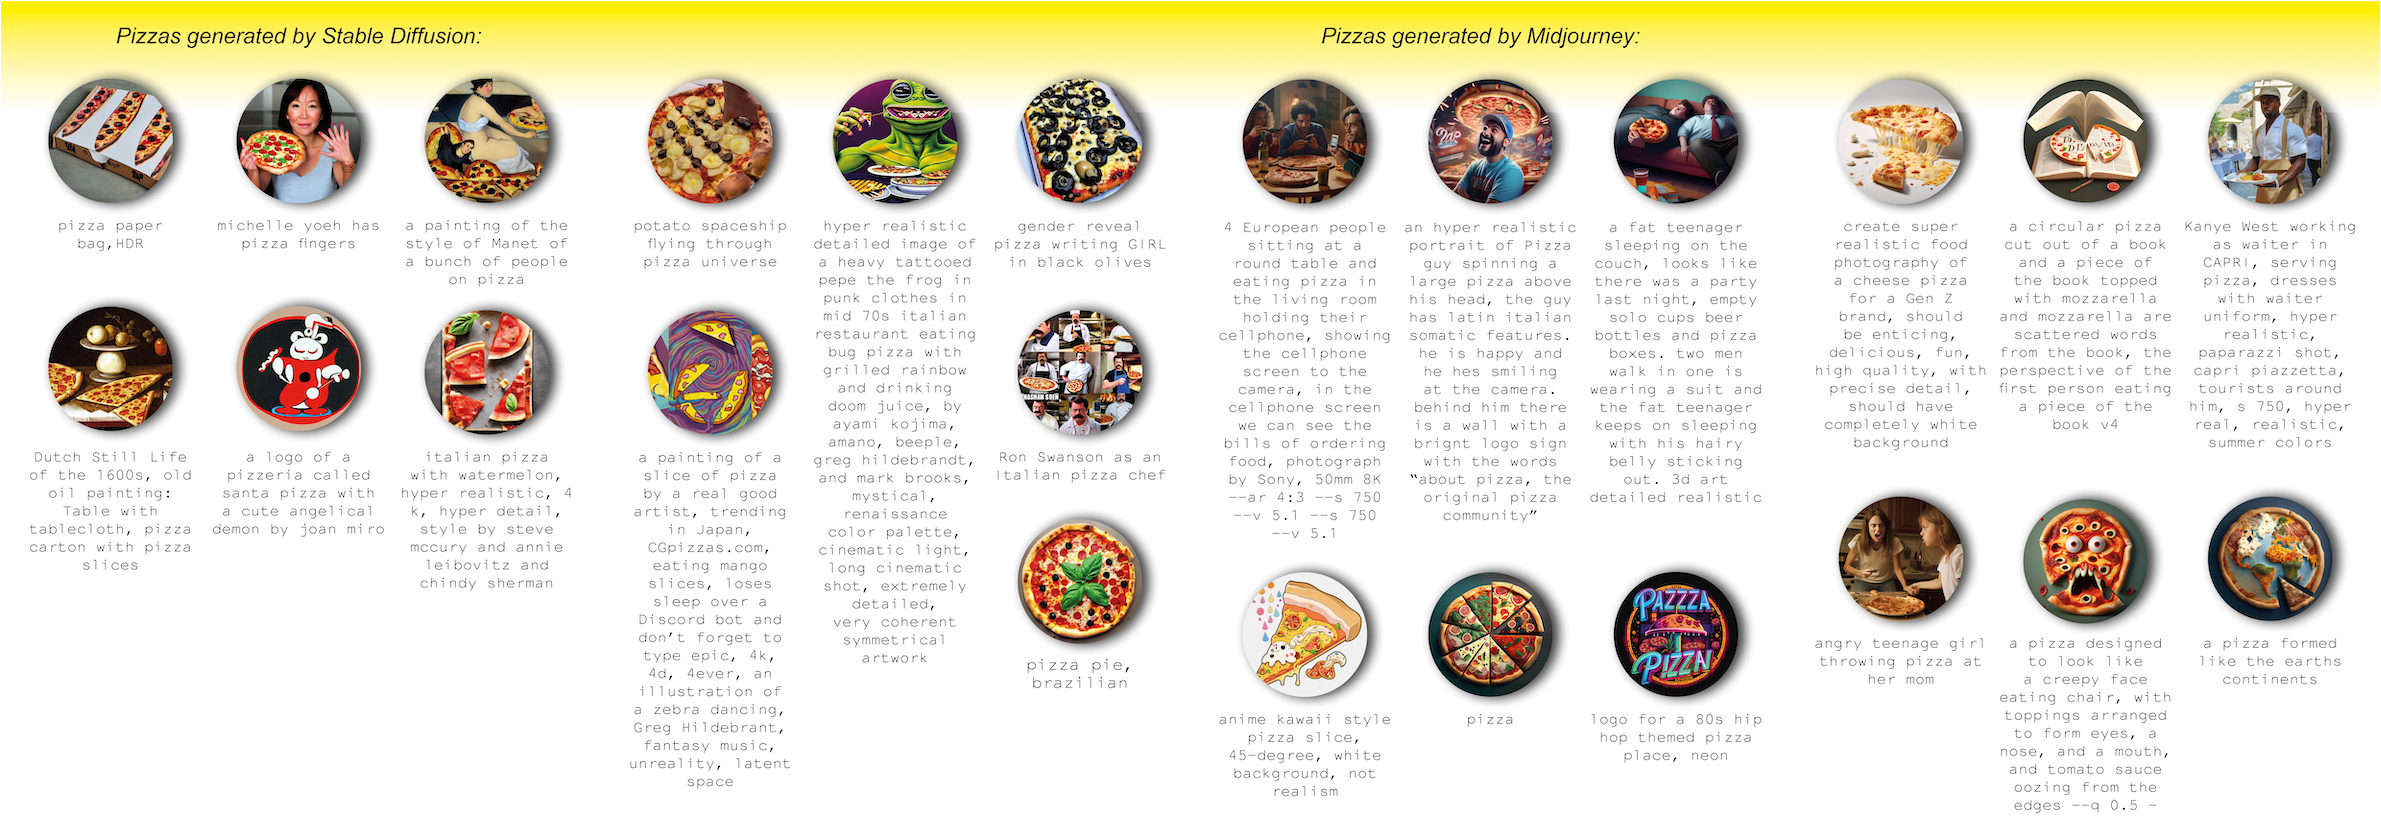 Pizzas generated by Stable Diffusion:
pizza paper
bag,HDR
michelle yoeh has
pizza fingers
a painting of the
style of Manet of
a bunch of people
on pizza
potato spaceship
flying through
pizza universe
hyper realistic
detailed image of
a heavy tattooed
pepe the frog in
punk clothes in
mid 70s italian
restaurant eating
bug pizza with
grilled rainbow
and drinking
doom juice, by
ayami kojima,
amano, beeple,
greg hildebrandt,
and mark brooks,
mystical,
renaissance
color palette,
cinematic light,
long cinematic
shot, extremely
detailed,
very coherent
symmetrical
artwork
gender reveal
pizza writing GIRL
in black olives
Dutch Still Life
of the 1600s, old
oil painting:
Table with
tablecloth, pizza
carton with pizza
slices
a logo of a
pizzeria called
santa pizza with
a cute angelical
demon by joan miro
italian pizza
with watermelon,
hyper realistic, 4
k, hyper detail,
style by steve
mccury and annie
leibovitz and
chindy sherman
a painting of a
slice of pizza
by a real good
artist, trending
in Japan,
CGpizzas.com,
eating mango
slices, loses
sleep over a
Discord bot and
don't forget to
type epic, 4k,
4d, 4ever, an
illustration of
a zebra dancing,
Greg Hildebrant,
fantasy music,
unreality, latent
space
Ron Swanson as an
Italian pizza chef
pizza pie,
brazilian
Pizzas generated by Midjourney:
4 European people
sitting at a
round table and
eating pizza in
the living room
holding their
cellphone, showing
the cellphone
screen to the
camera, in the
cellphone screen
we can see the
bills of ordering
food, photograph
by Sony, 50mm 8K
--ar 4:3 --s 750
--v 5.1 --s 750
--v 5.1
an hyper realistic
portrait of Pizza
guy spinning a
large pizza above
his head, the guy
has latin italian
somatic features.
he is happy and
he hes smiling
at the camera.
behind him there
is a wall with a
bright logo sign
with the words
“about pizza, the
original pizza
community”
a fat teenager
sleeping on the
couch, looks like
there was a party
last night, empty
solo cups beer
bottles and pizza
boxes. two men
walk in one is
wearing a suit and
the fat teenager
keeps on sleeping
with his hairy
belly sticking
out. 3d art
detailed realistic
create super
realistic food
photography of
a cheese pizza
for a Gen Z
brand, should
be enticing,
delicious, fun,
high quality, with
precise detail,
should have
completely white
background
a circular pizza
cut out of a book
and a piece of
the book topped
with mozzarella
and mozzarella are
scattered words
from the book, the
perspective of the
first person eating
a piece of the
book v4
Kanye West working
as waiter in
CAPRI, serving
pizza, dresses
with waiter
uniform, hyper
realistic,
paparazzi shot,
capri piazzetta,
tourists around
him, s 750, hyper
real, realistic,
summer colors
anime kawaii style
pizza slice,
45-degree, white
background, not
realism
pizza
PAZZZA
PIZZN
logo for a 80s hip
hop themed pizza
place, neon
angry teenage girl
throwing pizza at
her mom
a pizza designed
to look like
a creepy face
eating chair, with
toppings arranged
to form eyes, a
nose, and a mouth,
and tomato sauce
oozing from the
edges --q 0.5 -
a pizza formed
like the earths
continents